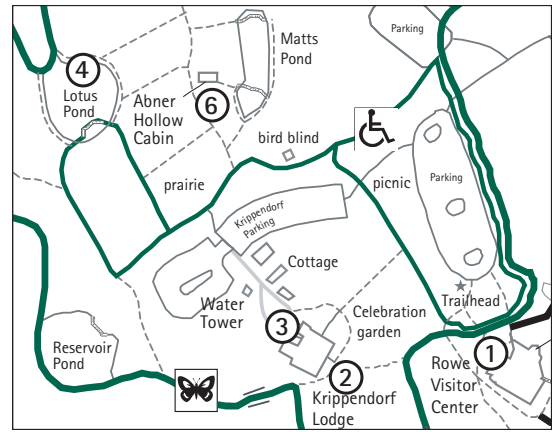 Parking
Matts
Pond
4
Lotus
Pond
Abner
Hollow
Cabin
6
bird blind
prairie
picnic
Parking
Krippendorf
Parking
Cottage
Water
Tower
Trailhead
Celebration
garden
3
1
Reservoir
Pond
2
Krippendorf
Lodge
Rowe
Visitor
Center